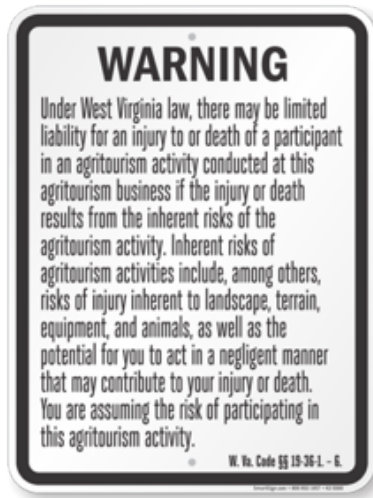 WARNING
Under West Virginia law, there may be limited
liability for an injury to or death of a participant
in an agritourism activity conducted at this
agritourism business if the injury or death
results from the inherent risks of the
agritourism activity. Inherent risks of
agritourism activities include, among others,
risks of injury inherent to landscape, terrain,
equipment, and animals, as well as the
potential for you to act in a negligent manner
that may contribute to your injury or death.
You are assuming the risk of participating in
this agritourism activity.
W. Va. Code §§ 19-36-1. – 6.